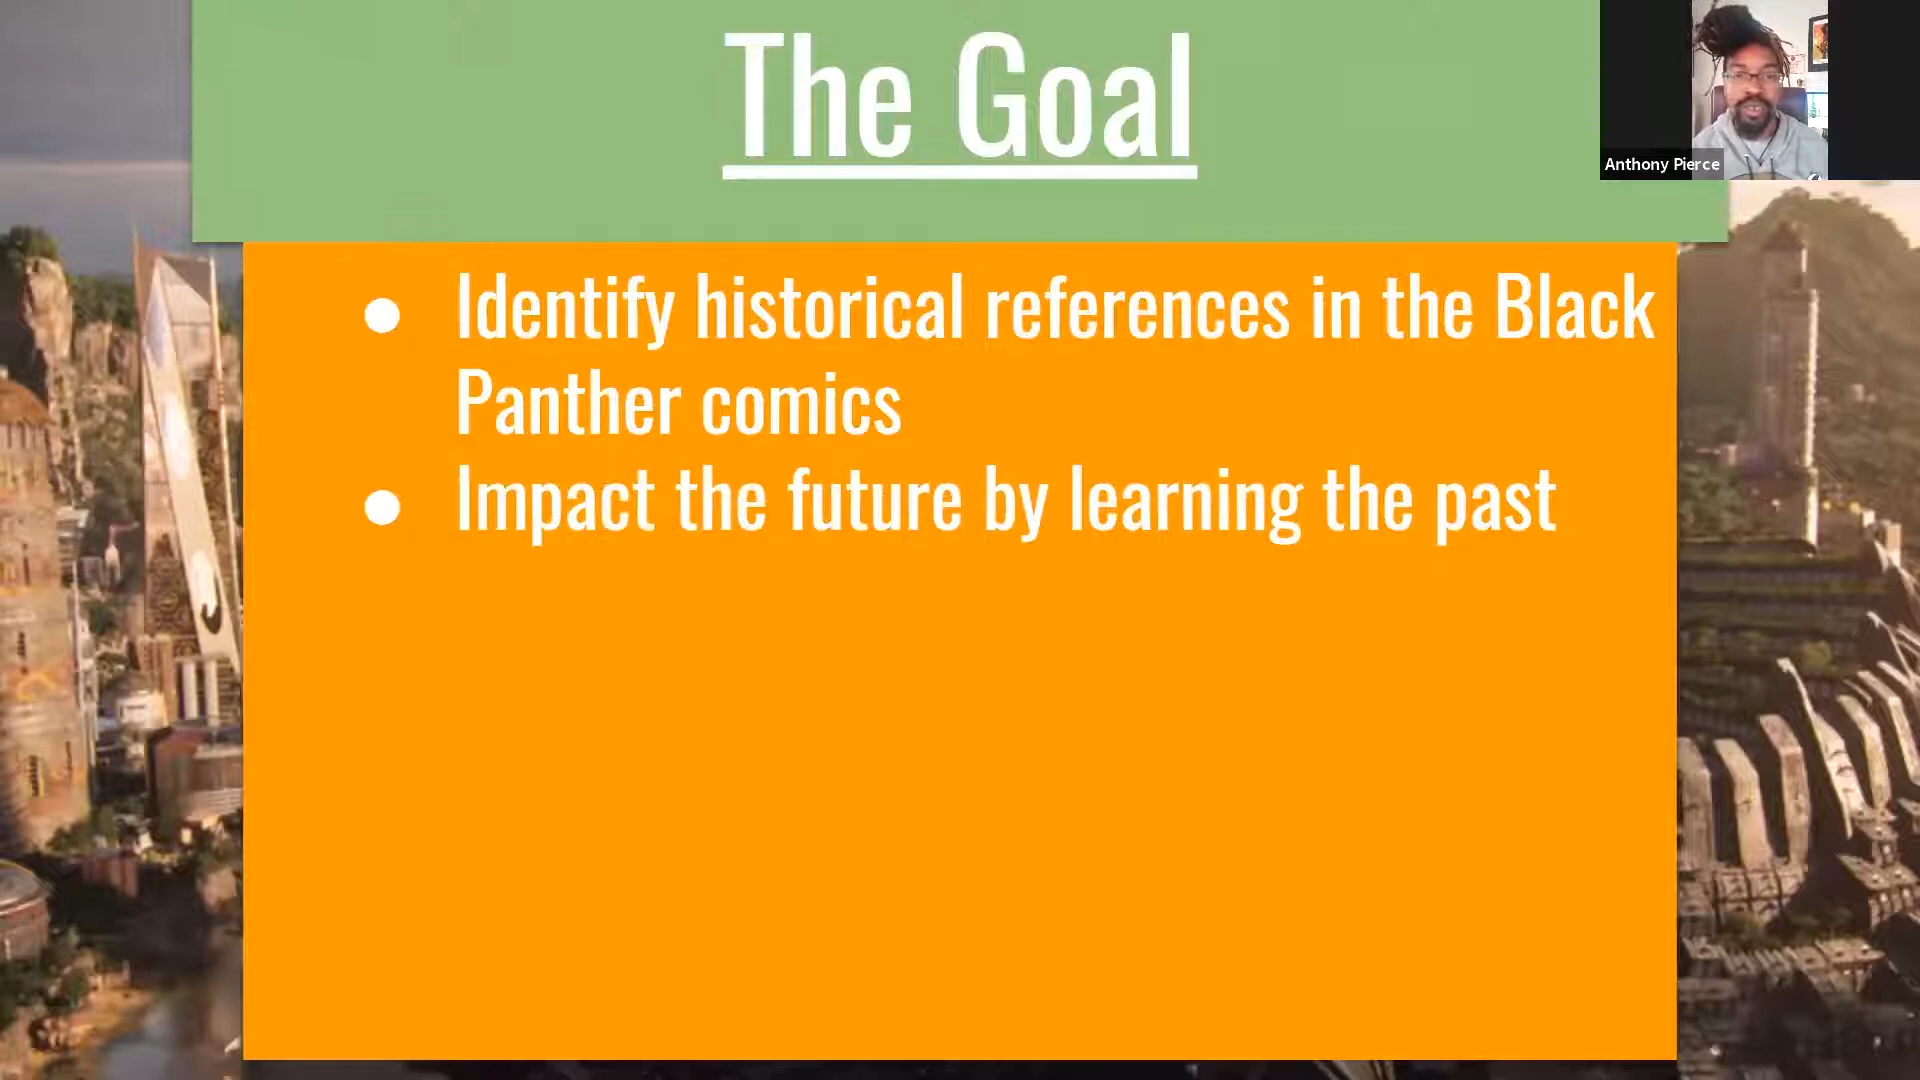 The Goal
Anthony Pierce
● Identify historical references in the Black
Panther comics
● Impact the future by learning the past